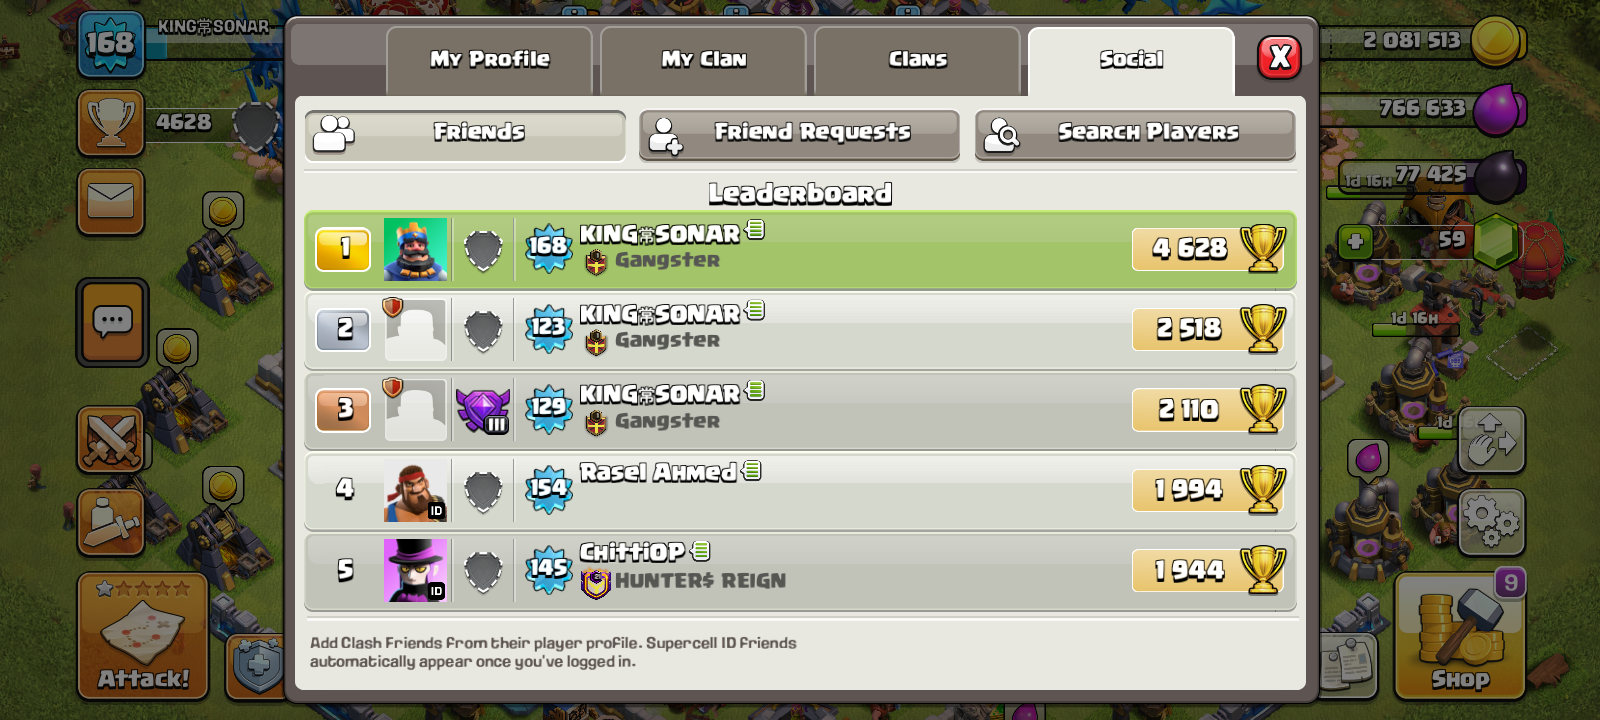 168
KING常SONAR
My Profile
My Clan
Clans
Social
X
2 081 513
4628
766 633
Friends
Friend Requests
Search Players
1d 16H
77 425
Leaderboard
1
168
KING常SONAR
Gangster
4 628
59
2
123
KING常SONAR
Gangster
2 518
1d 16H
3
III
129
KING常SONAR
Gangster
2 110
1d
4
ID
154
Rasel Ahmed
1 994
5
ID
145
ChittiOP
HUNTER$ REIGN
1 944
9
Add Clash Friends from their player profile. Supercell ID friends
automatically appear once you've logged in.
Attack!
Shop